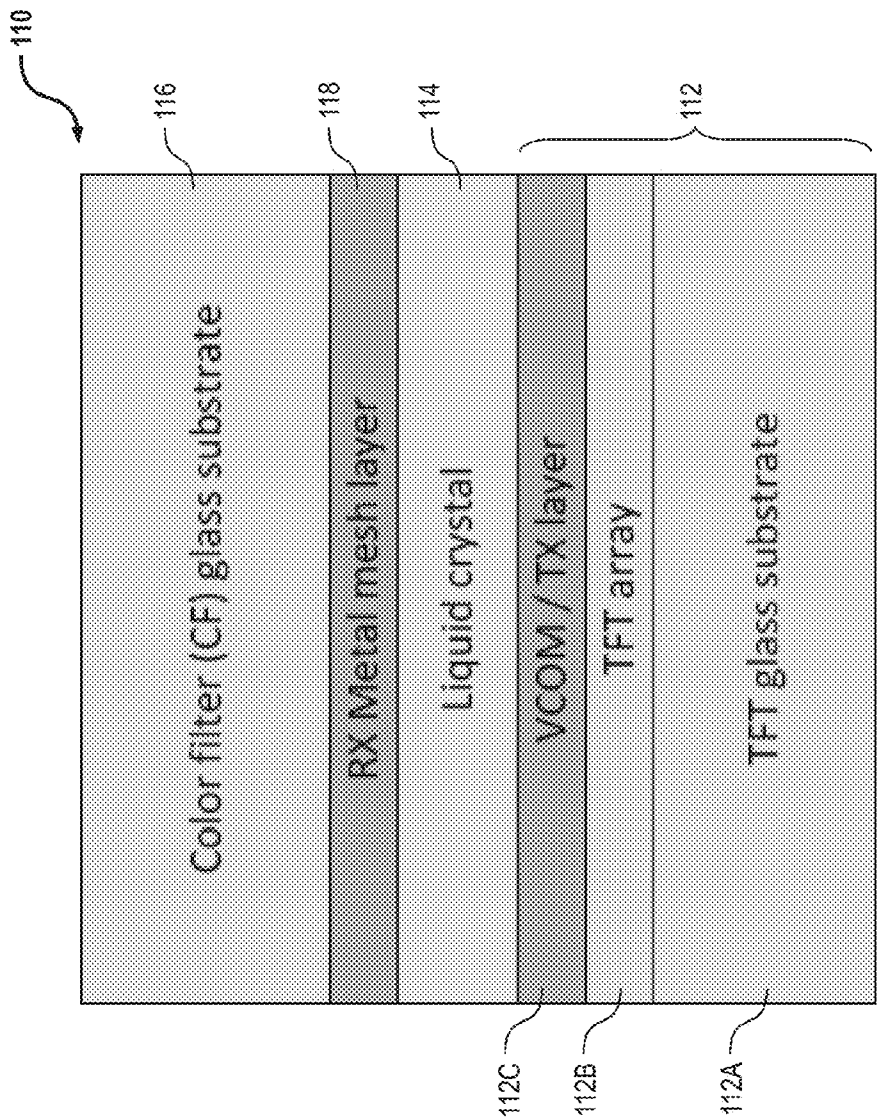 110
Color filter (CF) glass substrate
116
RX Metal mesh layer
118
Liquid crystal
114
VCOM / TX layer
112C
TFT array
112B
TFT glass substrate
112A
112